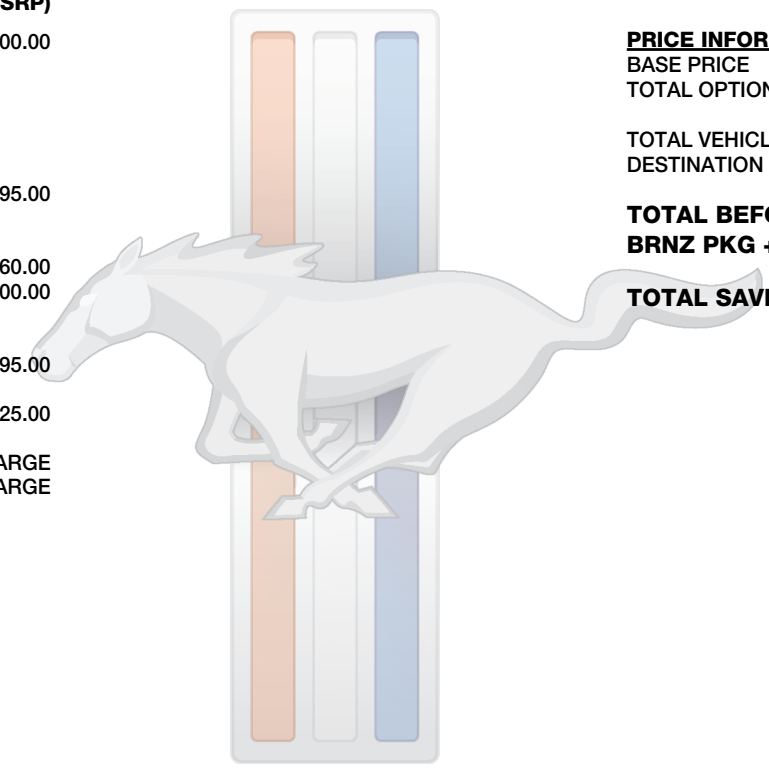 SRP)
00.00
95.00
60.00
00.00
95.00
25.00
ARGE
ARGE
PRICE INFOR
BASE PRICE
TOTAL OPTION
TOTAL VEHICL
DESTINATION
TOTAL BEFO
BRNZ PKG +
TOTAL SAVI